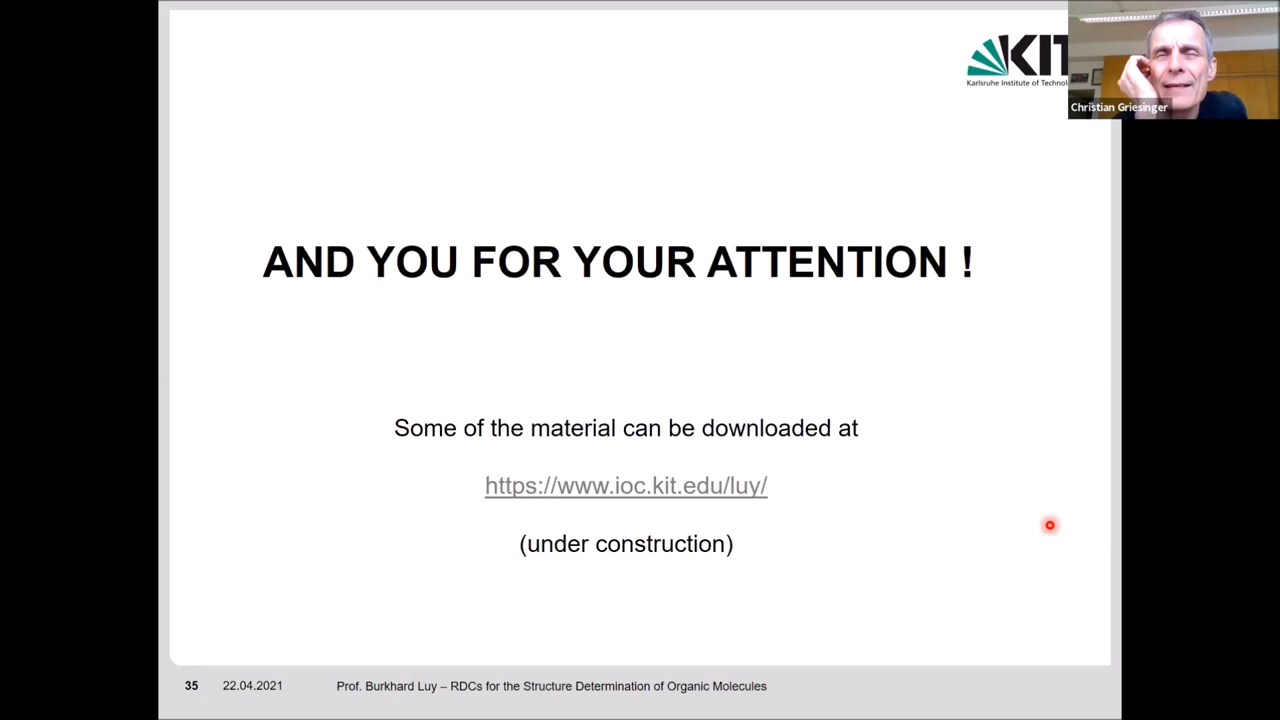 KIT
Karlsruhe Institute of Technolo
Christian Griesinger
AND YOU FOR YOUR ATTENTION !
Some of the material can be downloaded at
https://www.ioc.kit.edu/luy/
(under construction)
35 22.04.2021 Prof. Burkhard Luy – RDCs for the Structure Determination of Organic Molecules